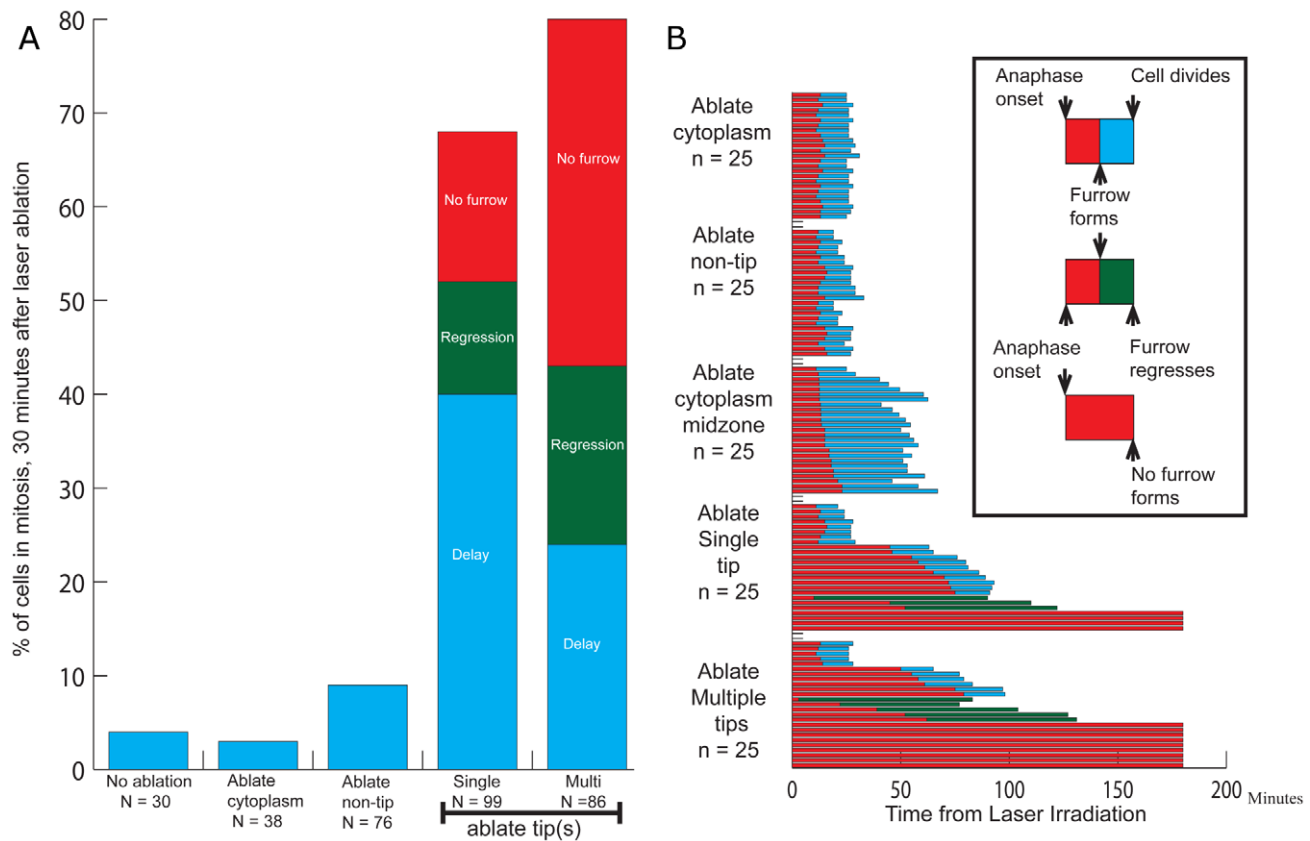 A
% of cells in mitosis, 30 minutes after laser ablation
80
70
60
50
40
30
20
10
0
No furrow
Regression
Delay
No furrow
Regression
Delay
No ablation
N = 30
Ablate
cytoplasm
N = 38
Ablate
non-tip
N = 76
Single
N = 99
Multi
N =86
ablate tip(s)
B
Ablate
cytoplasm
n = 25
Ablate
non-tip
n = 25
Ablate
cytoplasm
midzone
n = 25
Ablate
Single
tip
n = 25
Ablate
Multiple
tips
n = 25
Anaphase
onset
Cell divides
Furrow
forms
Anaphase
onset
Furrow
regresses
No furrow
forms
0
50
100
150
200
Minutes
Time from Laser Irradiation